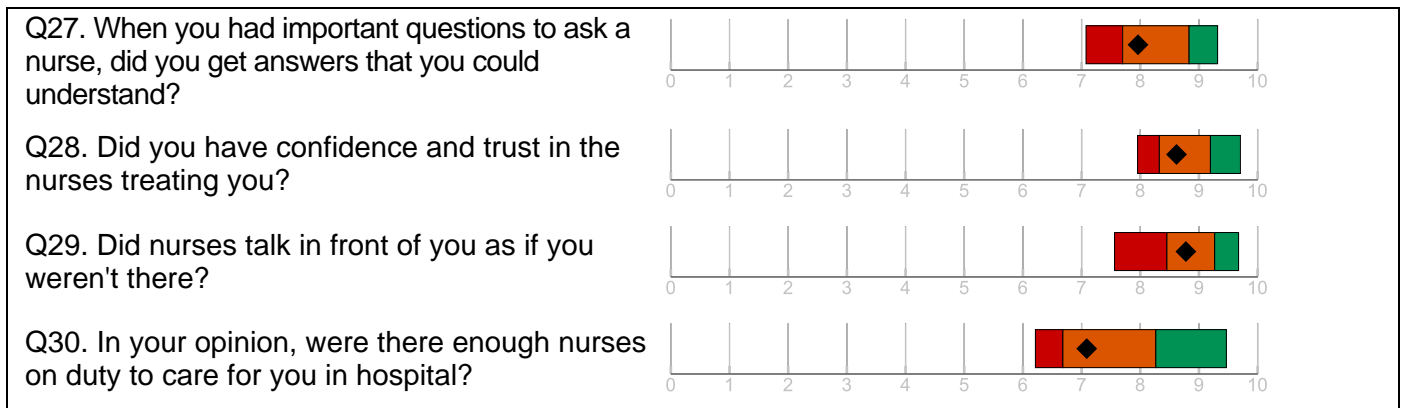 Q27. When you had important questions to ask a
nurse, did you get answers that you could
understand?
0 1 2 3 4 5 6 7 8 9 10
Q28. Did you have confidence and trust in the
nurses treating you?
0 1 2 3 4 5 6 7 8 9 10
Q29. Did nurses talk in front of you as if you
weren't there?
0 1 2 3 4 5 6 7 8 9 10
Q30. In your opinion, were there enough nurses
on duty to care for you in hospital?
0 1 2 3 4 5 6 7 8 9 10